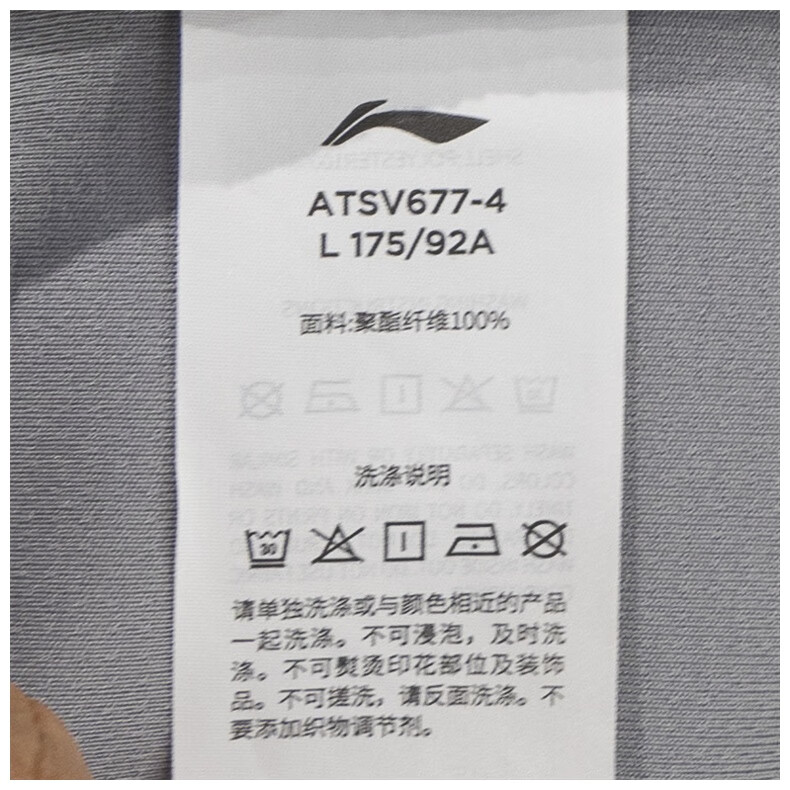 ATSV677-4
L 175/92A
面料:聚酯纤维100%
洗涤说明
30
请单独洗涤或与颜色相近的产品
一起洗涤。不可浸泡，及时洗
涤。不可熨烫印花部位及装饰
品。不可搓洗，请反面洗涤。不
要添加织物调节剂。